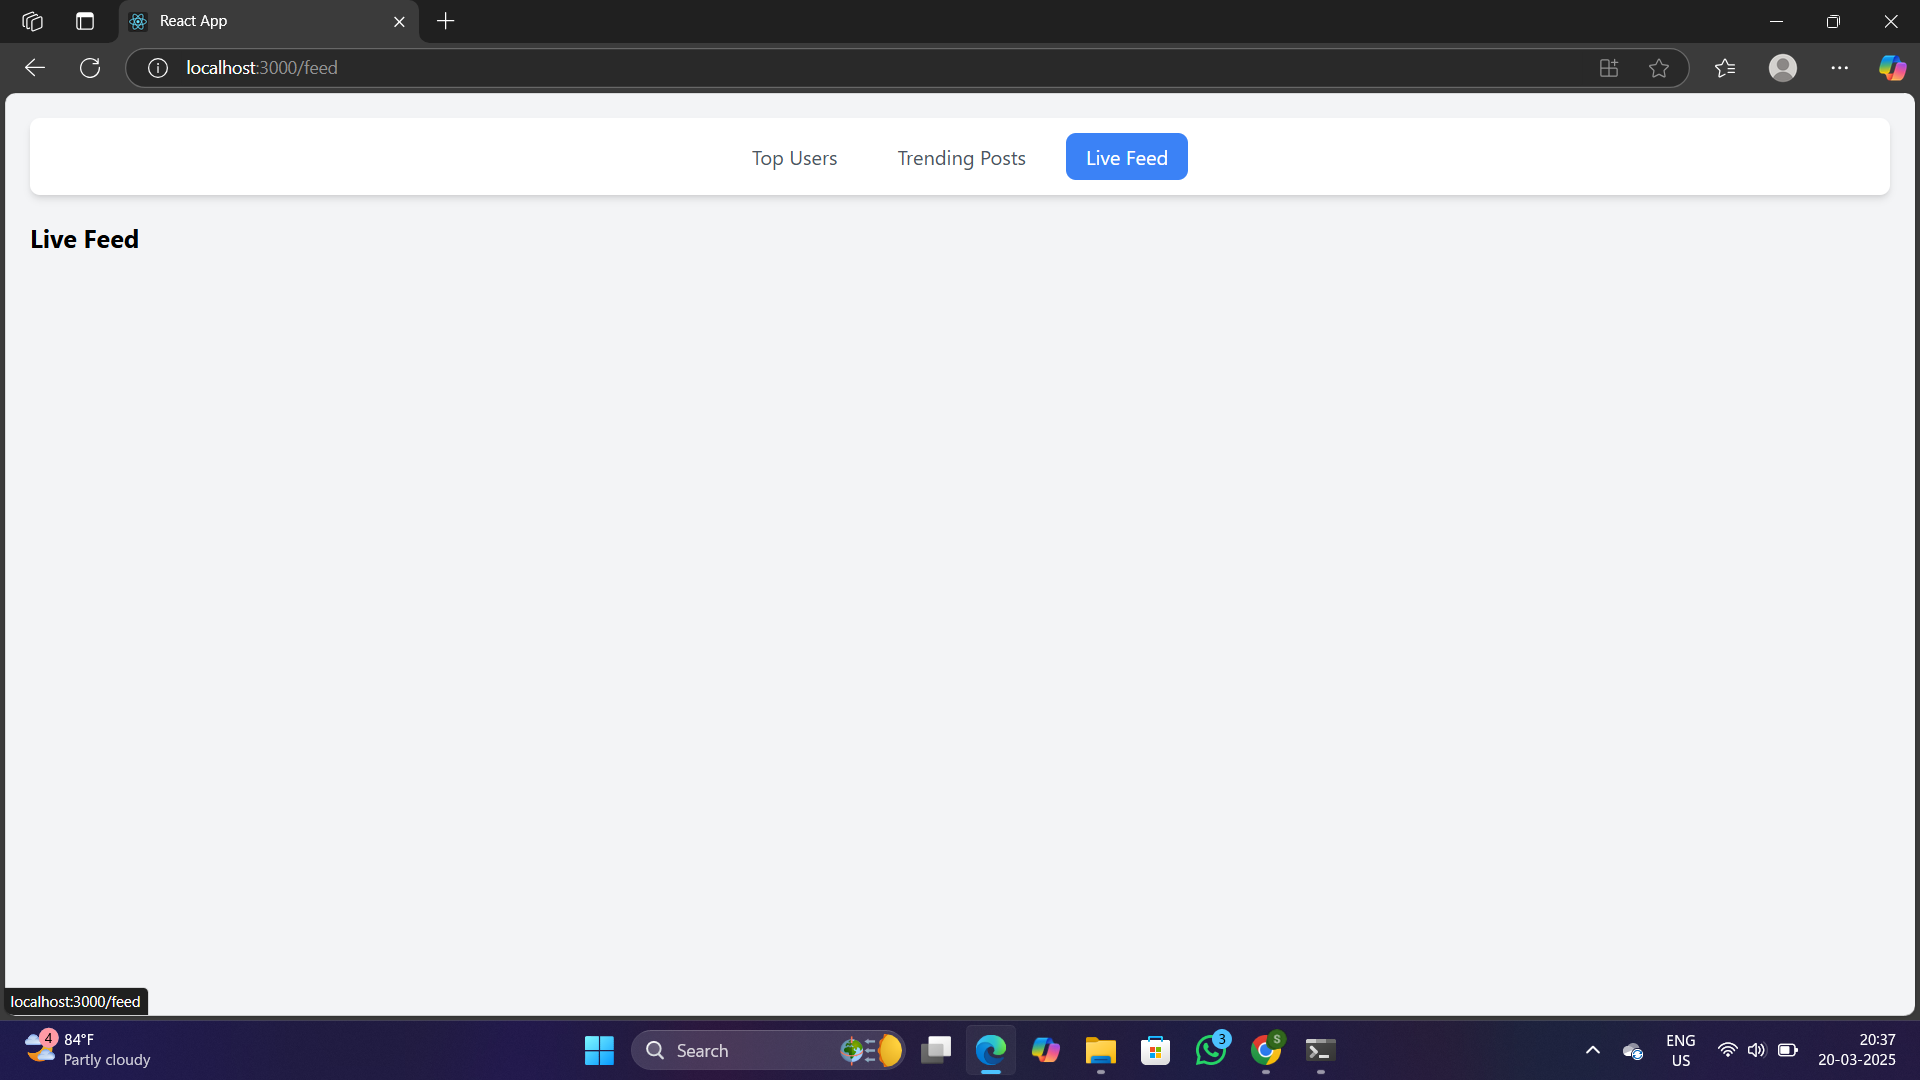 React App
localhost:3000/feed
Top Users
Trending Posts
Live Feed
Live Feed
localhost:3000/feed
4
84°F
Partly cloudy
Search
3
S
ENG
US
20:37
20-03-2025